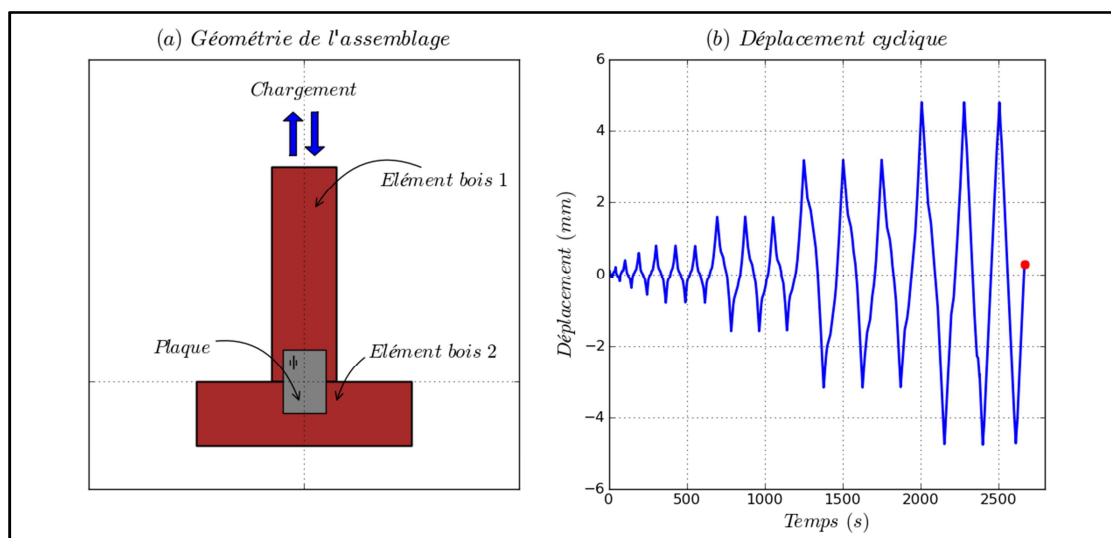 (a) Géométrie de l'assemblage
Chargement
Elément bois 1
Plaque
Elément bois 2
(b) Déplacement cyclique
6
4
2
0
−2
−4
−6
Déplacement (mm)
0 500 1000 1500 2000 2500
Temps (s)